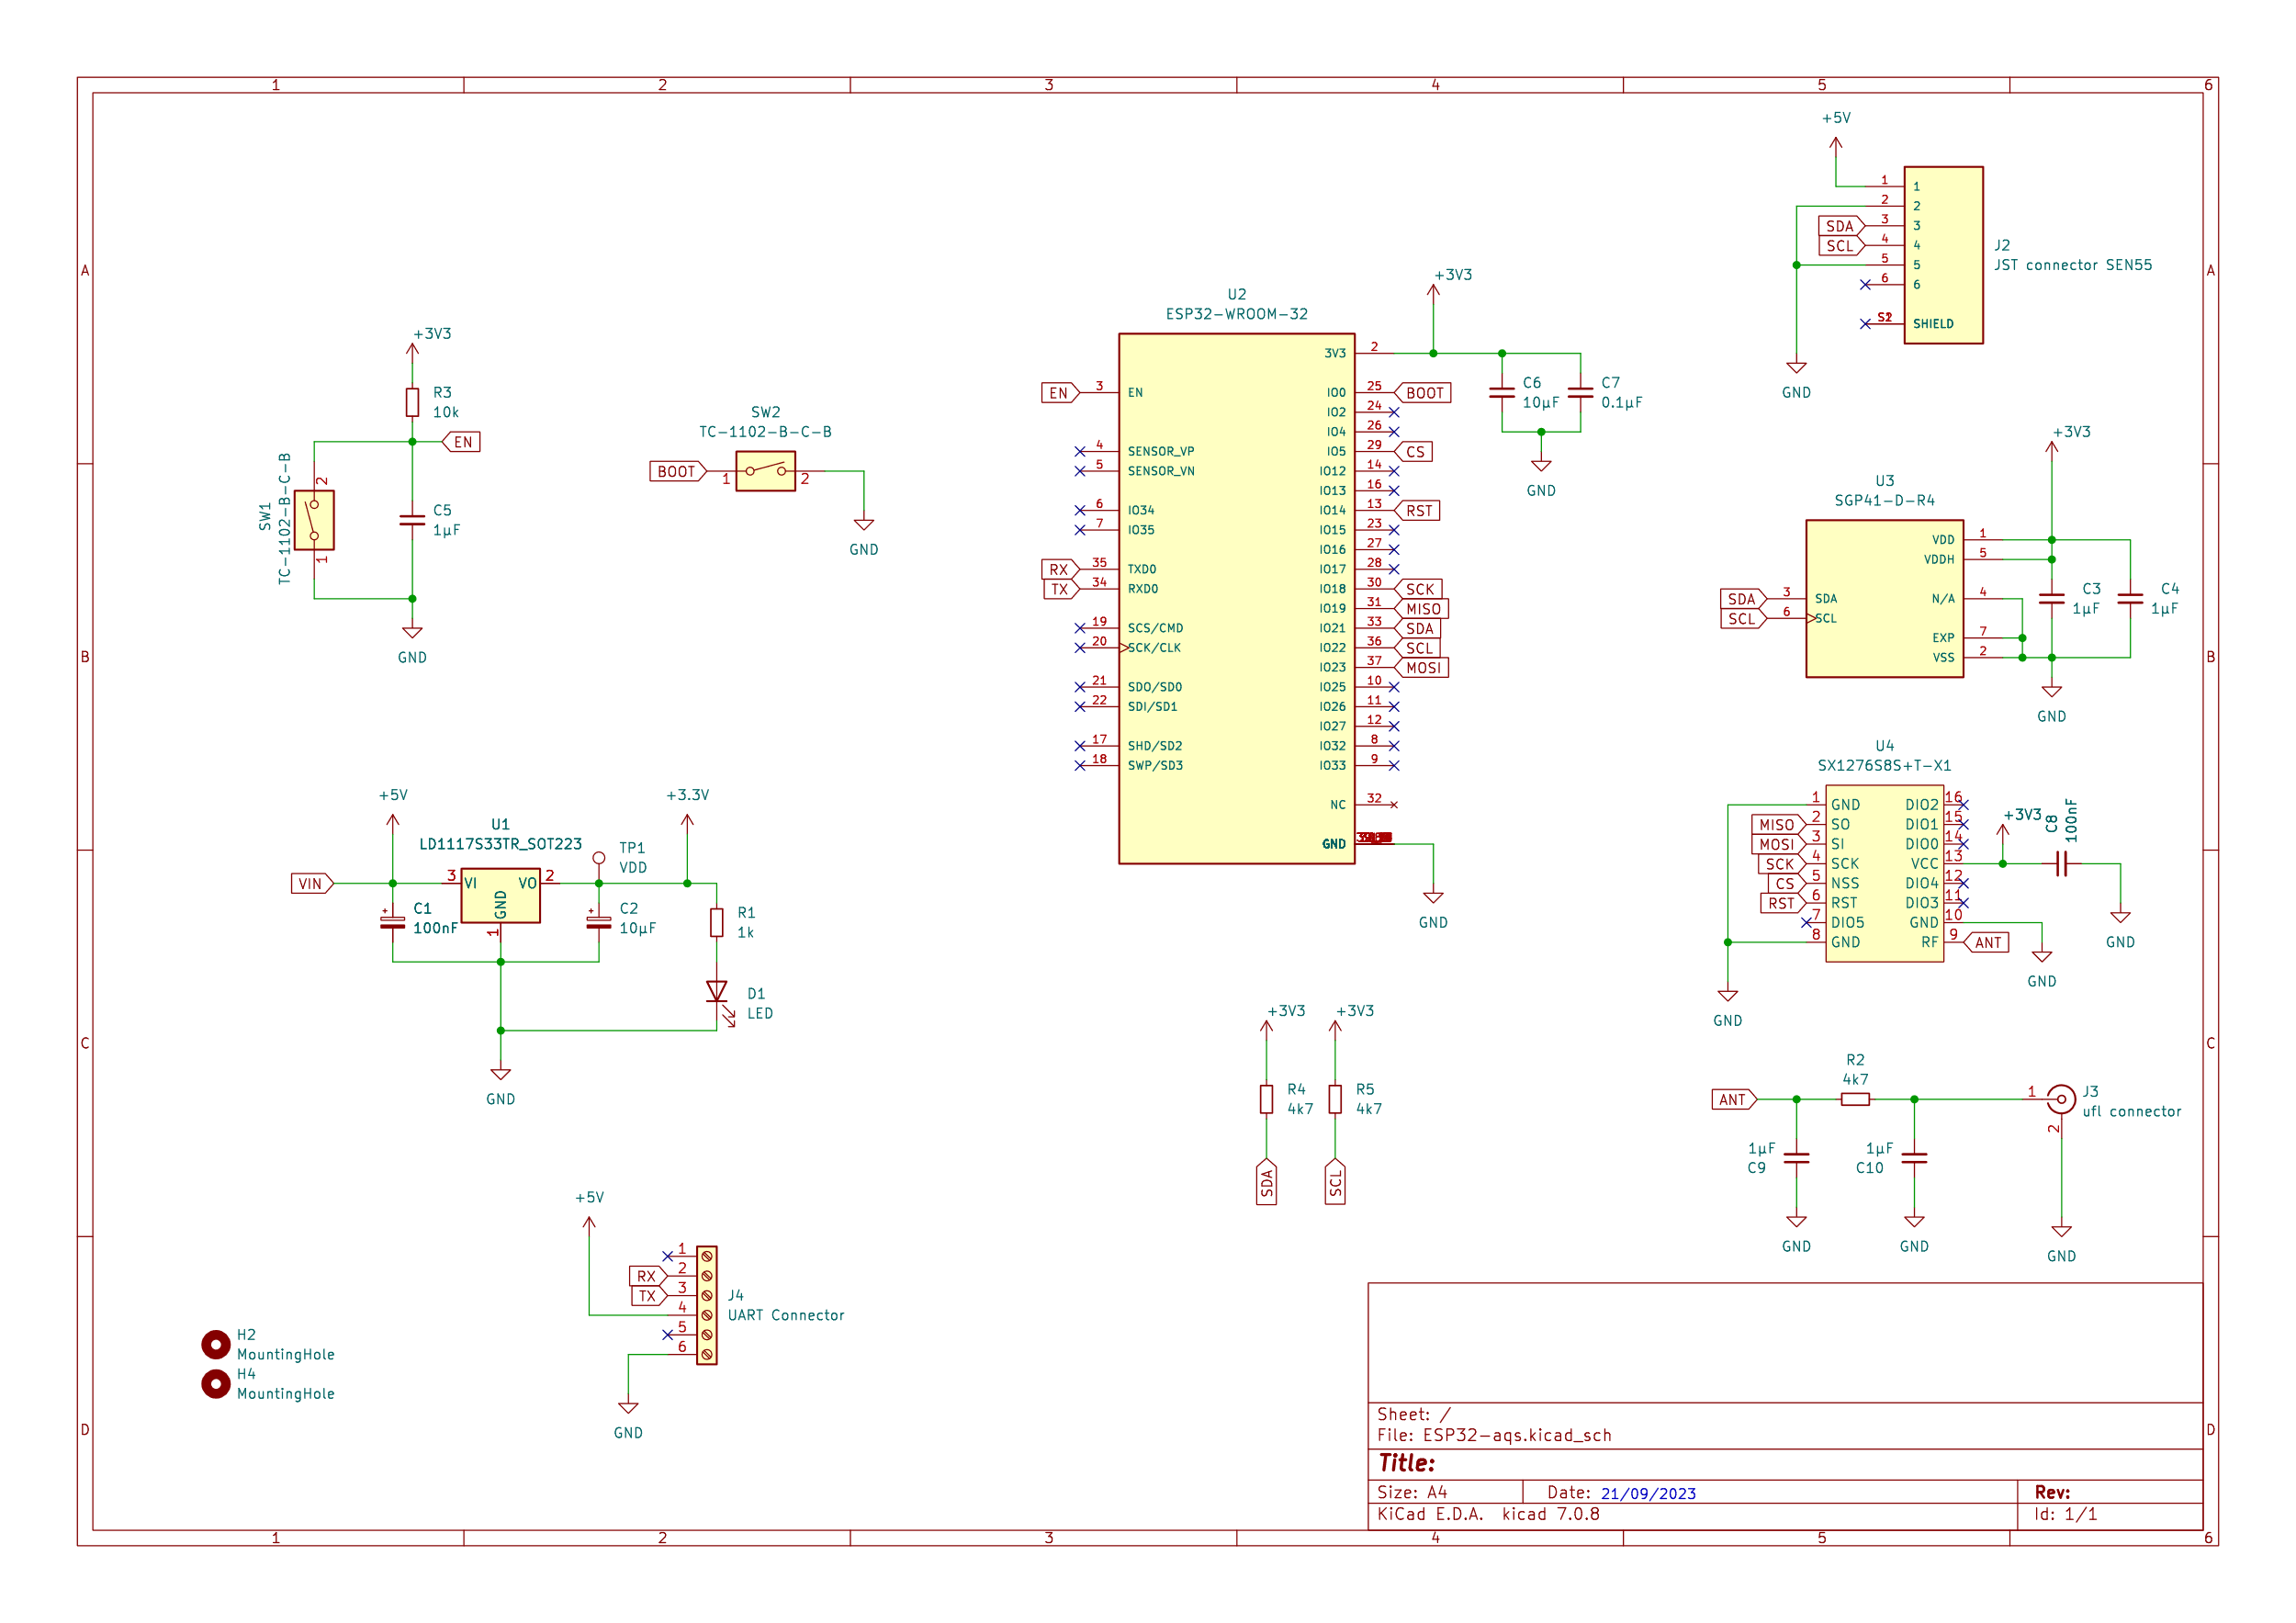 1 2 3 4 5 6
A
B
C
D
A
B
C
D
+3V3
R3
10k
EN
SW1
TC-1102-B-C-B
2
1
C5
1µF
GND
SW2
TC-1102-B-C-B
BOOT
1
2
GND
+5V
+3.3V
U1
LD1117S33TR_SOT223
TP1
VDD
VIN
3 VI
VO 2
GND
1
C1
100nF
C2
10µF
R1
1k
D1
LED
GND
+5V
1
RX 2
TX 3
4
5
6
J4
UART Connector
GND
H2
MountingHole
H4
MountingHole
U2
ESP32-WROOM-32
EN 3 EN
4 SENSOR_VP
5 SENSOR_VN
6 IO34
7 IO35
RX 35 TXD0
TX 34 RXD0
19 SCS/CMD
20 SCK/CLK
21 SDO/SD0
22 SDI/SD1
17 SHD/SD2
18 SWP/SD3
3V3 2
IO0 25 BOOT
IO2 24
IO4 26
IO5 29 CS
IO12 14
IO13 16
IO14 13 RST
IO15 23
IO16 27
IO17 28
IO18 30 SCK
IO19 31 MISO
IO21 33 SDA
IO22 36 SCL
IO23 37 MOSI
IO25 10
IO26 11
IO27 12
IO32 8
IO33 9
NC 32
GND
+3V3
C6
10µF
C7
0.1µF
GND
GND
+3V3
R4
4k7
SDA
+3V3
R5
4k7
SCL
+5V
1 1
2 2
SDA 3 3
SCL 4 4
5 5
6 6
SHIELD
J2
JST connector SEN55
GND
+3V3
U3
SGP41-D-R4
SDA 3 SDA
SCL 6 SCL
VDD 1
VDDH 5
N/A 4
EXP 7
VSS 2
C3
1µF
C4
1µF
GND
U4
SX1276S8S+T-X1
1 GND
MISO 2 SO
MOSI 3 SI
SCK 4 SCK
CS 5 NSS
RST 6 RST
7 DIO5
8 GND
DIO2 16
DIO1 15
DIO0 14
VCC 13
DIO4 12
DIO3 11
GND 10
RF 9 ANT
+3V3
C8
100nF
GND
GND
GND
ANT
R2
4k7
1µF
C9
1µF
C10
1
2
J3
ufl connector
GND
GND
GND
Sheet: /
File: ESP32-aqs.kicad_sch
Title:
Size: A4
Date: 21/09/2023
Rev:
KiCad E.D.A. kicad 7.0.8
Id: 1/1
1 2 3 4 5 6